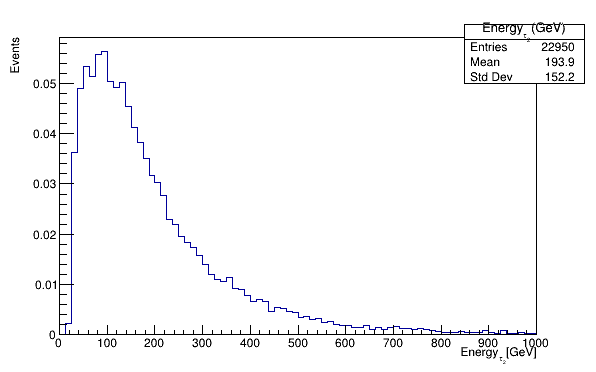 Energy_τ₂ (GeV)
Entries 22950
Mean 193.9
Std Dev 152.2
Events
0.05
0.04
0.03
0.02
0.01
0
0 100 200 300 400 500 600 700 800 900 1000
Energy_τ₂ [GeV]